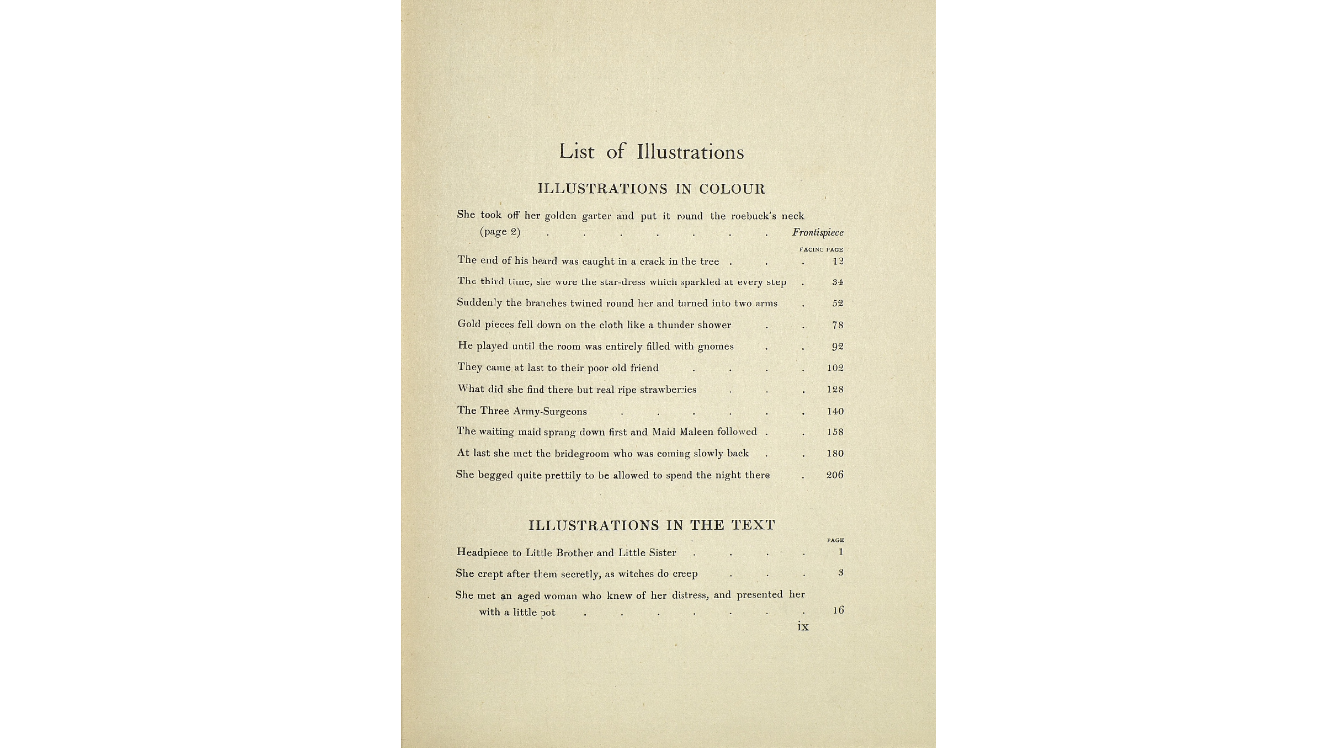 List of Illustrations
ILLUSTRATIONS IN COLOUR
She took off her golden garter and put it round the roebuck's neck
(page 2) . . . . . . . Frontispiece
FACING PAGE
The end of his beard was caught in a crack in the tree . . . 12
The third time, she wore the star-dress which sparkled at every step . 34
Suddenly the branches twined round her and turned into two arms . 52
Gold pieces fell down on the cloth like a thunder shower . . 78
He played until the room was entirely filled with gnomes . . 92
They came at last to their poor old friend . . . . 102
What did she find there but real ripe strawberries . . . 128
The Three Army-Surgeons . . . . . . 140
The waiting maid sprang down first and Maid Maleen followed . . 158
At last she met the bridegroom who was coming slowly back . . 180
She begged quite prettily to be allowed to spend the night there . 206
ILLUSTRATIONS IN THE TEXT
PAGE
Headpiece to Little Brother and Little Sister . . . . 1
She crept after them secretly, as witches do creep . . . 3
She met an aged woman who knew of her distress, and presented her
with a little pot . . . . . . . 16
ix